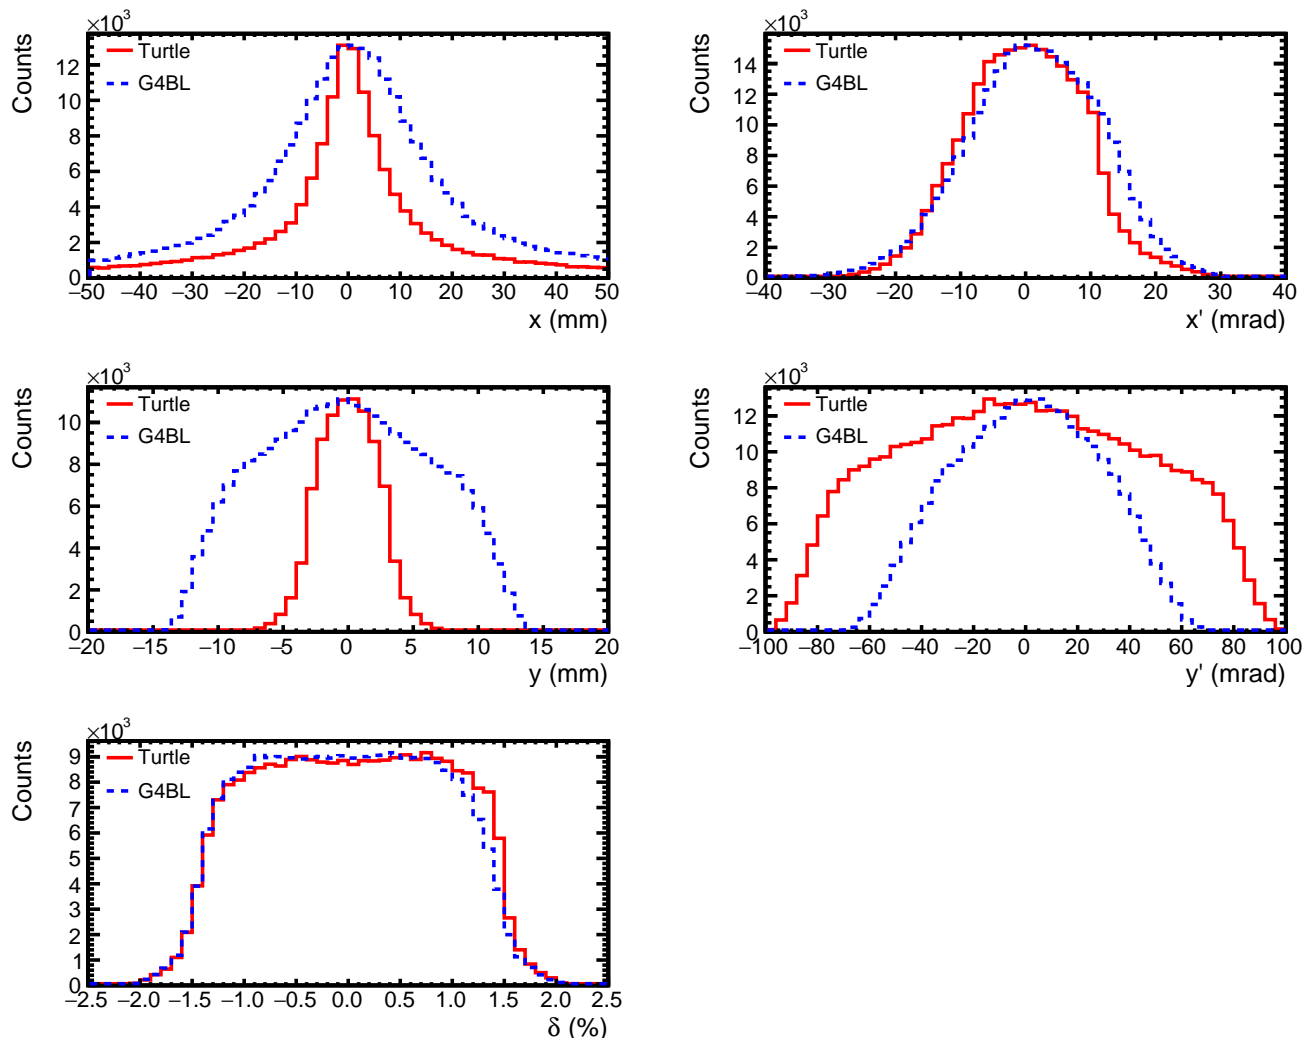 ×10³
Counts
Turtle
G4BL
12
10
8
6
4
2
0
−50 −40 −30 −20 −10 0 10 20 30 40 50
x (mm)
×10³
Counts
Turtle
G4BL
14
12
10
8
6
4
2
0
−40 −30 −20 −10 0 10 20 30 40
x' (mrad)
×10³
Counts
Turtle
G4BL
10
8
6
4
2
0
−20 −15 −10 −5 0 5 10 15 20
y (mm)
×10³
Counts
Turtle
G4BL
12
10
8
6
4
2
0
−100 −80 −60 −40 −20 0 20 40 60 80 100
y' (mrad)
×10³
Counts
Turtle
G4BL
9
8
7
6
5
4
3
2
1
0
−2.5 −2.0 −1.5 −1.0 −0.5 0.0 0.5 1.0 1.5 2.0 2.5
δ (%)